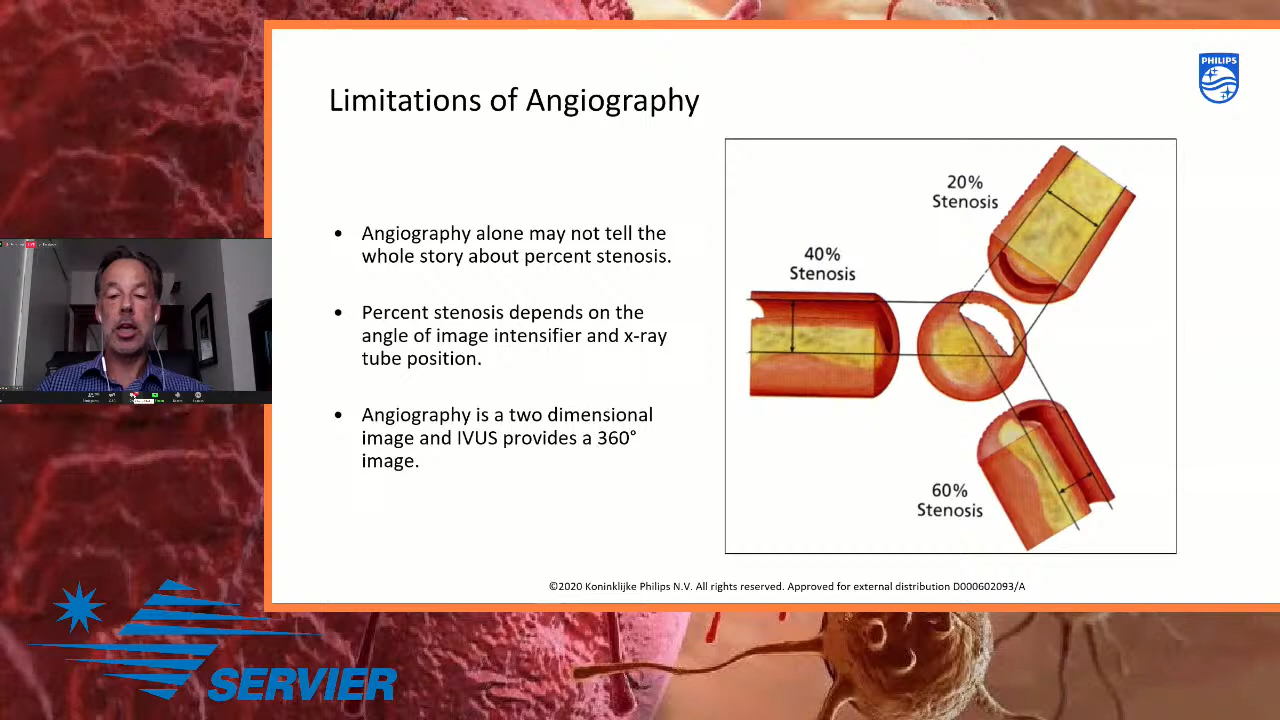 Limitations of Angiography
PHILIPS
• Angiography alone may not tell the
whole story about percent stenosis.
• Percent stenosis depends on the
angle of image intensifier and x-ray
tube position.
• Angiography is a two dimensional
image and IVUS provides a 360°
image.
20%
Stenosis
40%
Stenosis
60%
Stenosis
©2020 Koninklijke Philips N.V. All rights reserved. Approved for external distribution D000602093/A
SERVIER